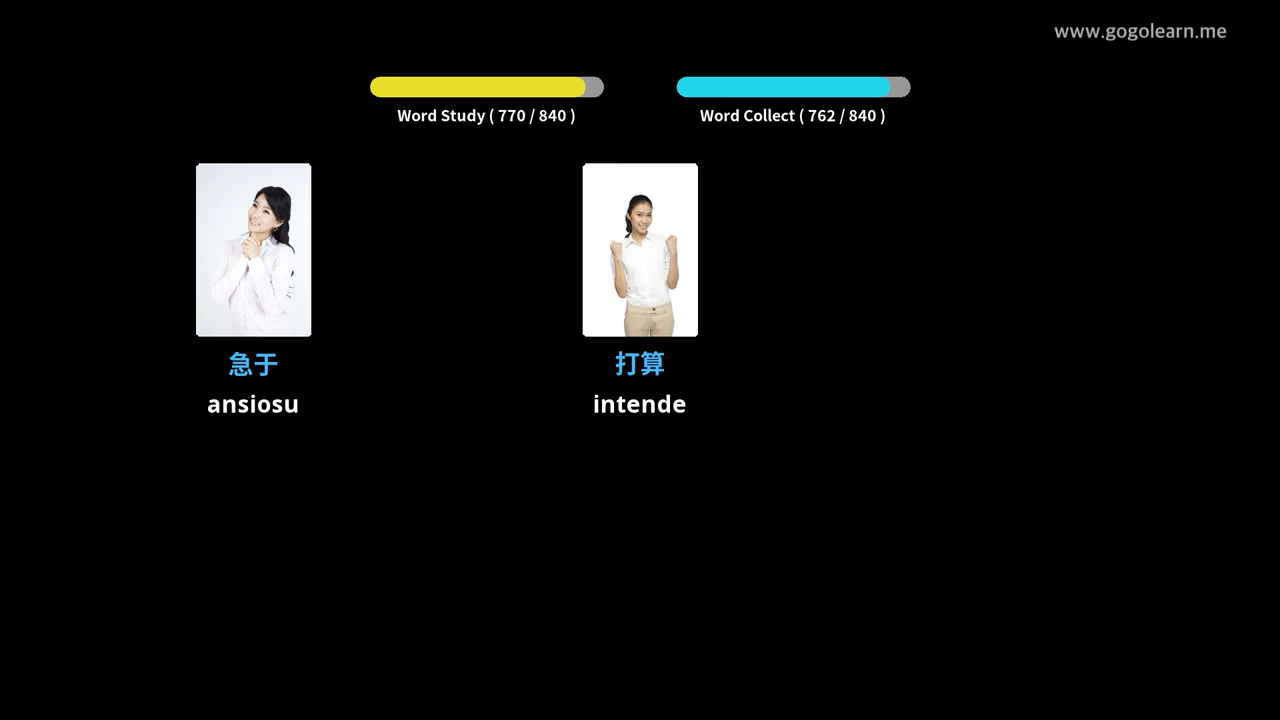 www.gogolearn.me
Word Study ( 770 / 840 )
Word Collect ( 762 / 840 )
急于
打算
ansiosu
intende